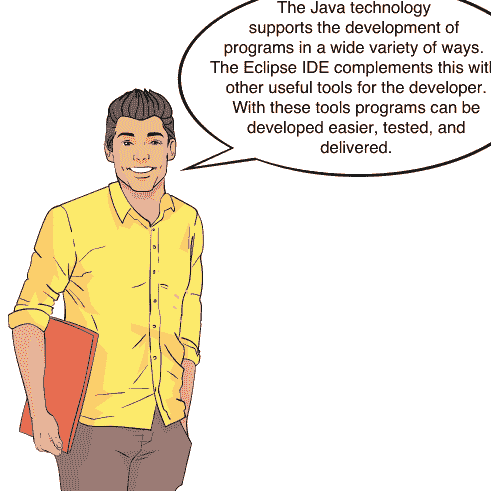 The Java technology
supports the development of
programs in a wide variety of ways.
The Eclipse IDE complements this with
other useful tools for the developer.
With these tools programs can be
developed easier, tested, and
delivered.